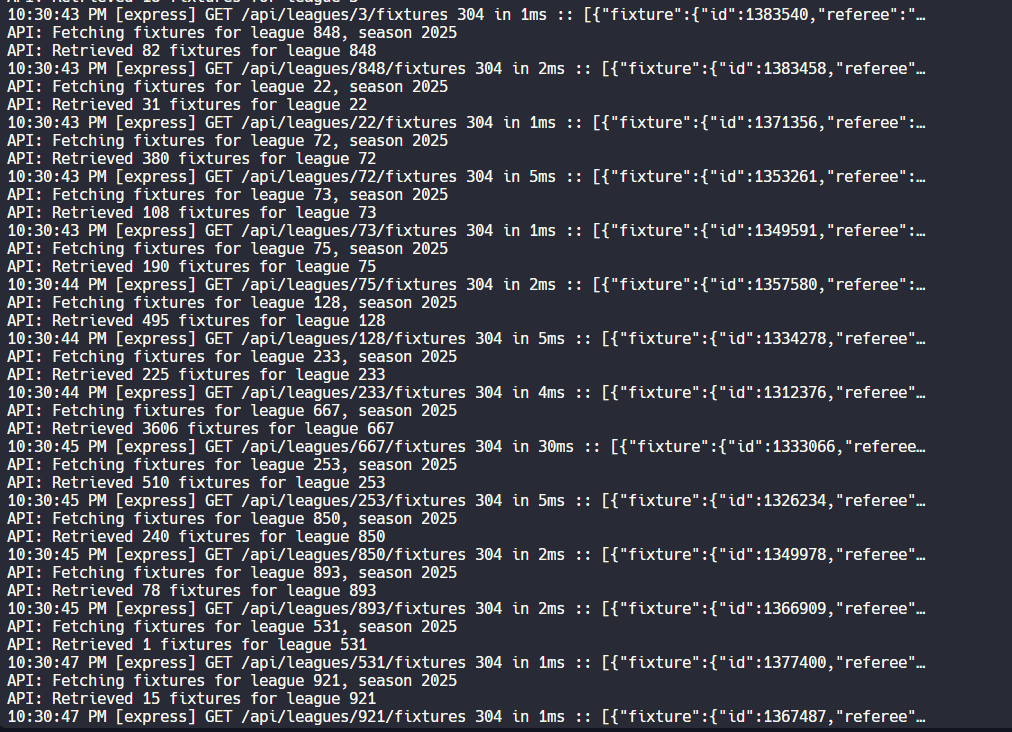 10:30:43 PM [express] GET /api/leagues/3/fixtures 304 in 1ms :: [{"fixture":{"id":1383540,"referee":"…
API: Fetching fixtures for league 848, season 2025
API: Retrieved 82 fixtures for league 848
10:30:43 PM [express] GET /api/leagues/848/fixtures 304 in 2ms :: [{"fixture":{"id":1383458,"referee"…
API: Fetching fixtures for league 22, season 2025
API: Retrieved 31 fixtures for league 22
10:30:43 PM [express] GET /api/leagues/22/fixtures 304 in 1ms :: [{"fixture":{"id":1371356,"referee":…
API: Fetching fixtures for league 72, season 2025
API: Retrieved 380 fixtures for league 72
10:30:43 PM [express] GET /api/leagues/72/fixtures 304 in 5ms :: [{"fixture":{"id":1353261,"referee":…
API: Fetching fixtures for league 73, season 2025
API: Retrieved 108 fixtures for league 73
10:30:43 PM [express] GET /api/leagues/73/fixtures 304 in 1ms :: [{"fixture":{"id":1349591,"referee":…
API: Fetching fixtures for league 75, season 2025
API: Retrieved 190 fixtures for league 75
10:30:44 PM [express] GET /api/leagues/75/fixtures 304 in 2ms :: [{"fixture":{"id":1357580,"referee":…
API: Fetching fixtures for league 128, season 2025
API: Retrieved 495 fixtures for league 128
10:30:44 PM [express] GET /api/leagues/128/fixtures 304 in 5ms :: [{"fixture":{"id":1334278,"referee"…
API: Fetching fixtures for league 233, season 2025
API: Retrieved 225 fixtures for league 233
10:30:44 PM [express] GET /api/leagues/233/fixtures 304 in 4ms :: [{"fixture":{"id":1312376,"referee"…
API: Fetching fixtures for league 667, season 2025
API: Retrieved 3606 fixtures for league 667
10:30:45 PM [express] GET /api/leagues/667/fixtures 304 in 30ms :: [{"fixture":{"id":1333066,"referee…
API: Fetching fixtures for league 253, season 2025
API: Retrieved 510 fixtures for league 253
10:30:45 PM [express] GET /api/leagues/253/fixtures 304 in 5ms :: [{"fixture":{"id":1326234,"referee"…
API: Fetching fixtures for league 850, season 2025
API: Retrieved 240 fixtures for league 850
10:30:45 PM [express] GET /api/leagues/850/fixtures 304 in 2ms :: [{"fixture":{"id":1349978,"referee"…
API: Fetching fixtures for league 893, season 2025
API: Retrieved 78 fixtures for league 893
10:30:45 PM [express] GET /api/leagues/893/fixtures 304 in 2ms :: [{"fixture":{"id":1366909,"referee"…
API: Fetching fixtures for league 531, season 2025
API: Retrieved 1 fixtures for league 531
10:30:47 PM [express] GET /api/leagues/531/fixtures 304 in 1ms :: [{"fixture":{"id":1377400,"referee"…
API: Fetching fixtures for league 921, season 2025
API: Retrieved 15 fixtures for league 921
10:30:47 PM [express] GET /api/leagues/921/fixtures 304 in 1ms :: [{"fixture":{"id":1367487,"referee"…